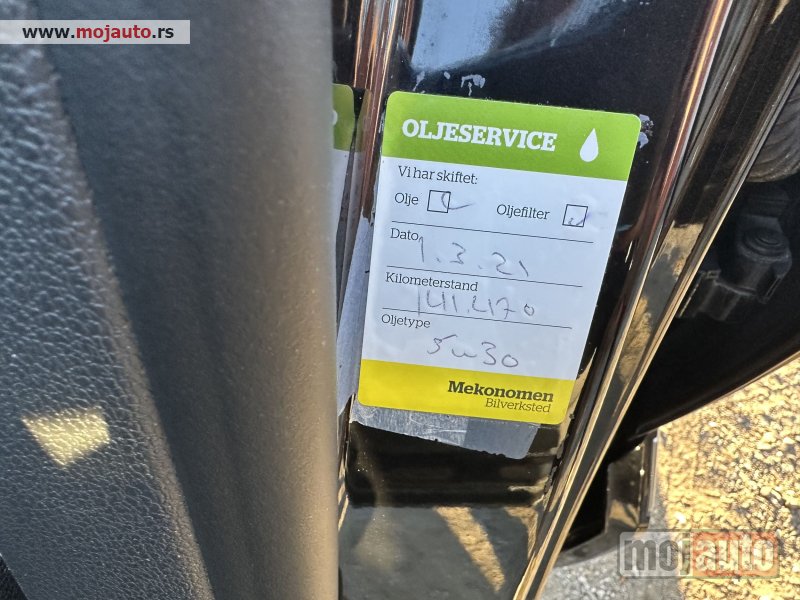 www.mojauto.rs
OLJESERVICE
Vi har skiftet:
Olje Oljefilter
Dato 1.3.21
Kilometerstand
141.470
Oljetype
5w30
Mekonomen
Bilverksted
mojauto